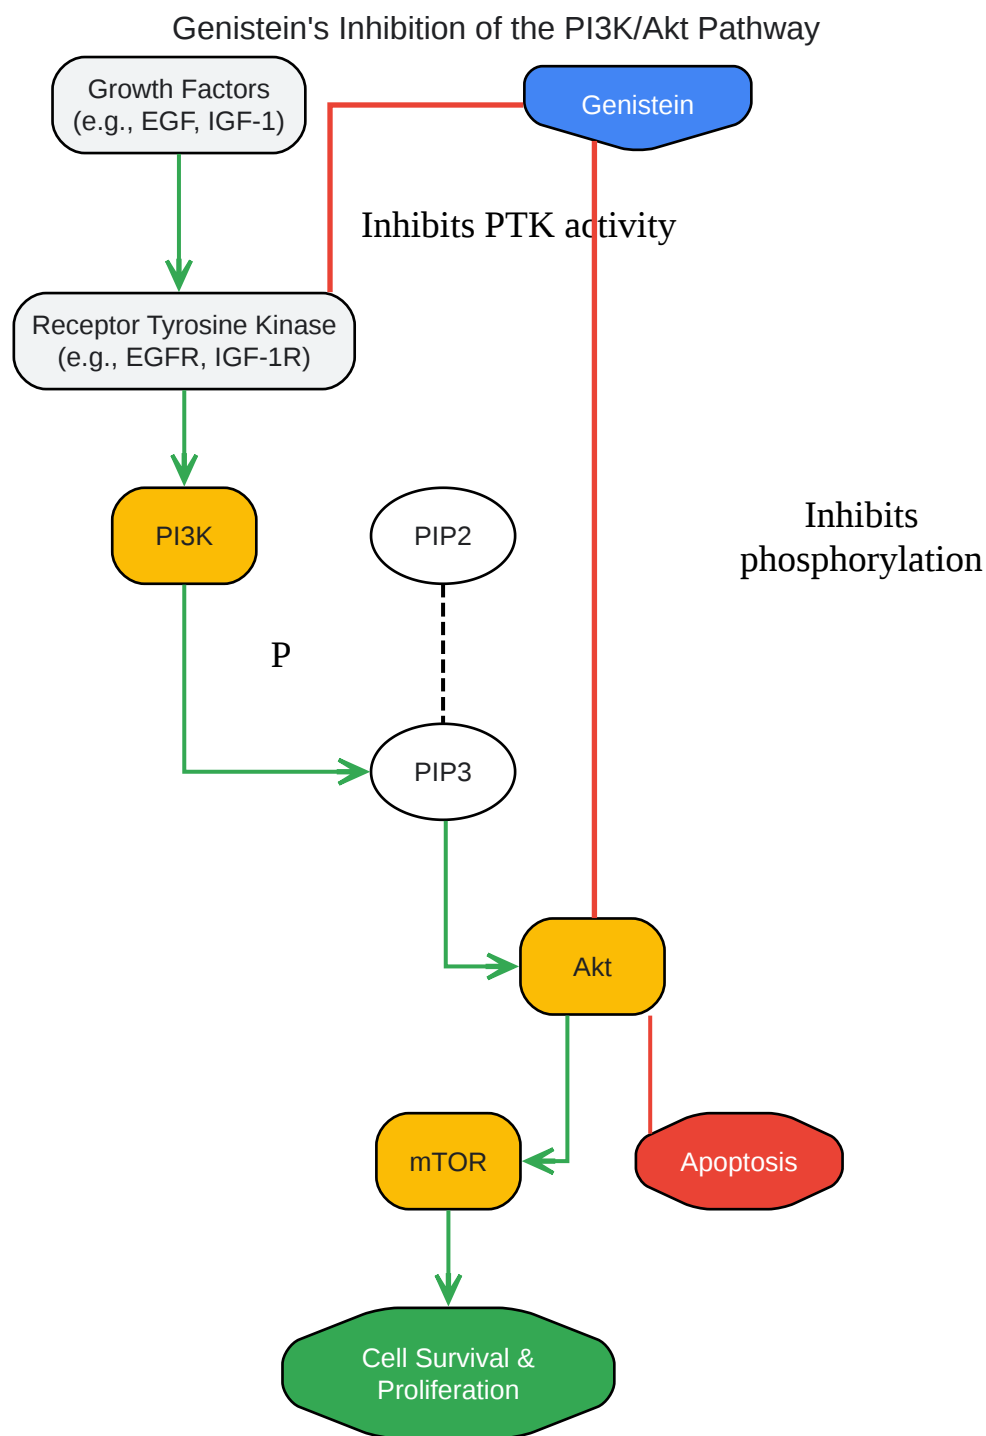 Genistein's Inhibition of the PI3K/Akt Pathway
Growth Factors
(e.g., EGF, IGF-1)
Genistein
Inhibits PTK activity
Receptor Tyrosine Kinase
(e.g., EGFR, IGF-1R)
PI3K
PIP2
Inhibits
phosphorylation
P
PIP3
Akt
mTOR
Apoptosis
Cell Survival &
Proliferation